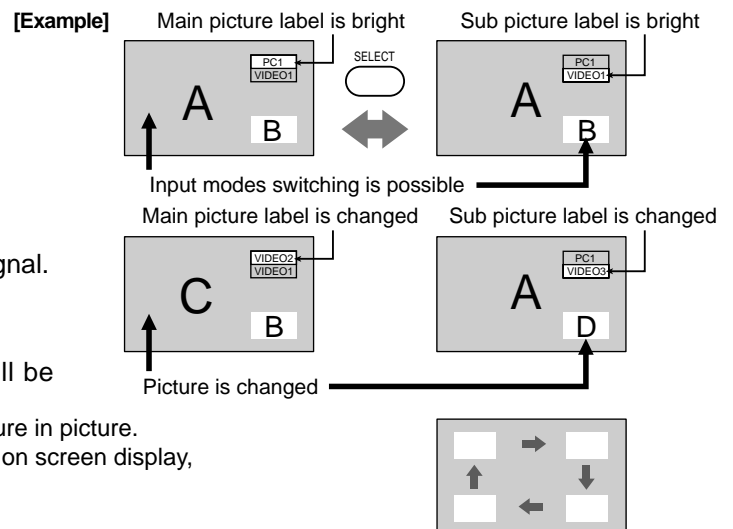 [Example]
Main picture label is bright
Sub picture label is bright
PC1
VIDEO1
A
B
SELECT
PC1
VIDEO1
A
B
Input modes switching is possible
Main picture label is changed
Sub picture label is changed
gnal.
VIDEO2
VIDEO1
C
B
PC1
VIDEO3
A
D
ll be
Picture is changed
ure in picture.
on screen display,